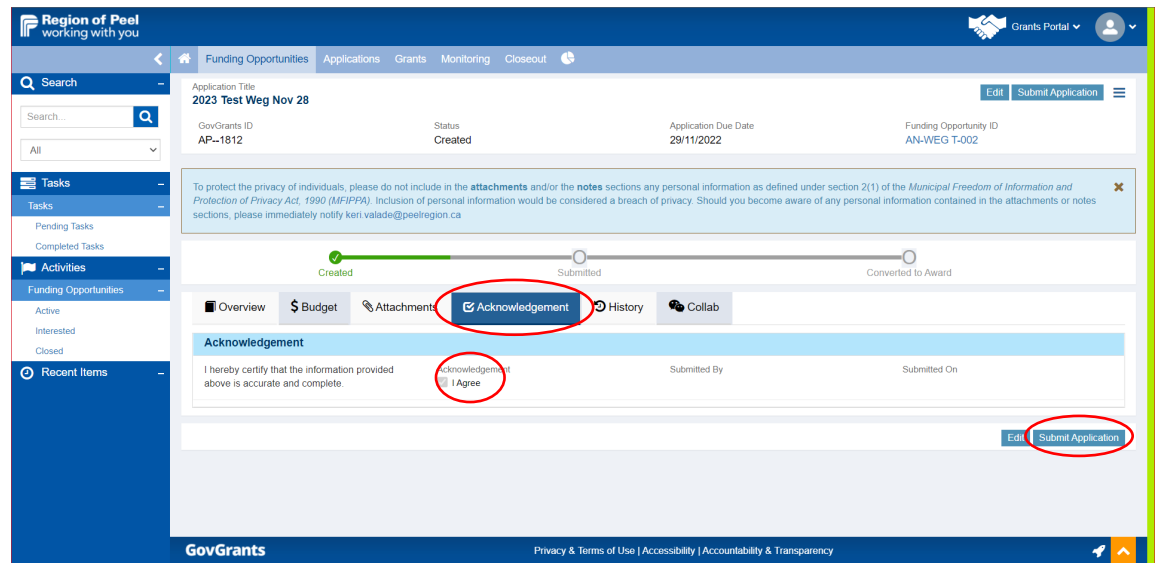 Region of Peel
working with you
Grants Portal
Funding Opportunities Applications Grants Monitoring Closeout
Search
Search...
All
Tasks
Tasks
Pending Tasks
Completed Tasks
Activities
Funding Opportunities
Active
Interested
Closed
Recent Items
Application Title
2023 Test Weg Nov 28
Edit Submit Application
GovGrants ID Status Application Due Date Funding Opportunity ID
AP--1812 Created 29/11/2022 AN-WEG T-002
To protect the privacy of individuals, please do not include in the attachments and/or the notes sections any personal information as defined under section 2(1) of the Municipal Freedom of Information and
Protection of Privacy Act, 1990 (MFIPPA). Inclusion of personal information would be considered a breach of privacy. Should you become aware of any personal information contained in the attachments or notes
sections, please immediately notify keri.valade@peelregion.ca
Created Submitted Converted to Award
Overview $ Budget Attachments Acknowledgement History Collab
Acknowledgement
I hereby certify that the information provided Acknowledgement Submitted By Submitted On
above is accurate and complete. I Agree
Edit Submit Application
GovGrants Privacy & Terms of Use | Accessibility | Accountability & Transparency